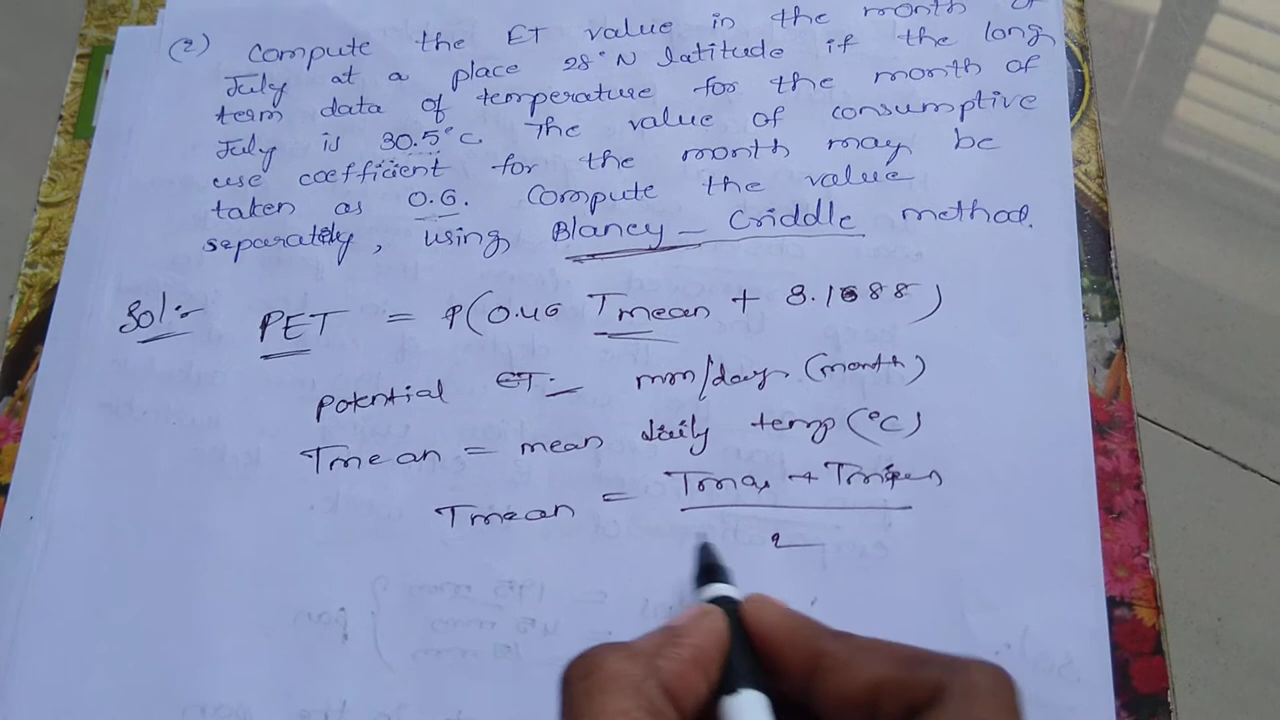 (2) Compute the ET value in the month of
July at a place 28°N latitude if the long
term data of temperature for the month of
July is 30.5°C The value of consumptive
use coefficient for the month may be
taken as 0.6. Compute the value
separately, using Blaney - Criddle method.
Sol:- PET = P(0.46 Tmean + 8.1688)
Potential ET:- mm/day (month)
Tmean = mean daily temp (°C)
Tmean = Tmax + Tmin
2